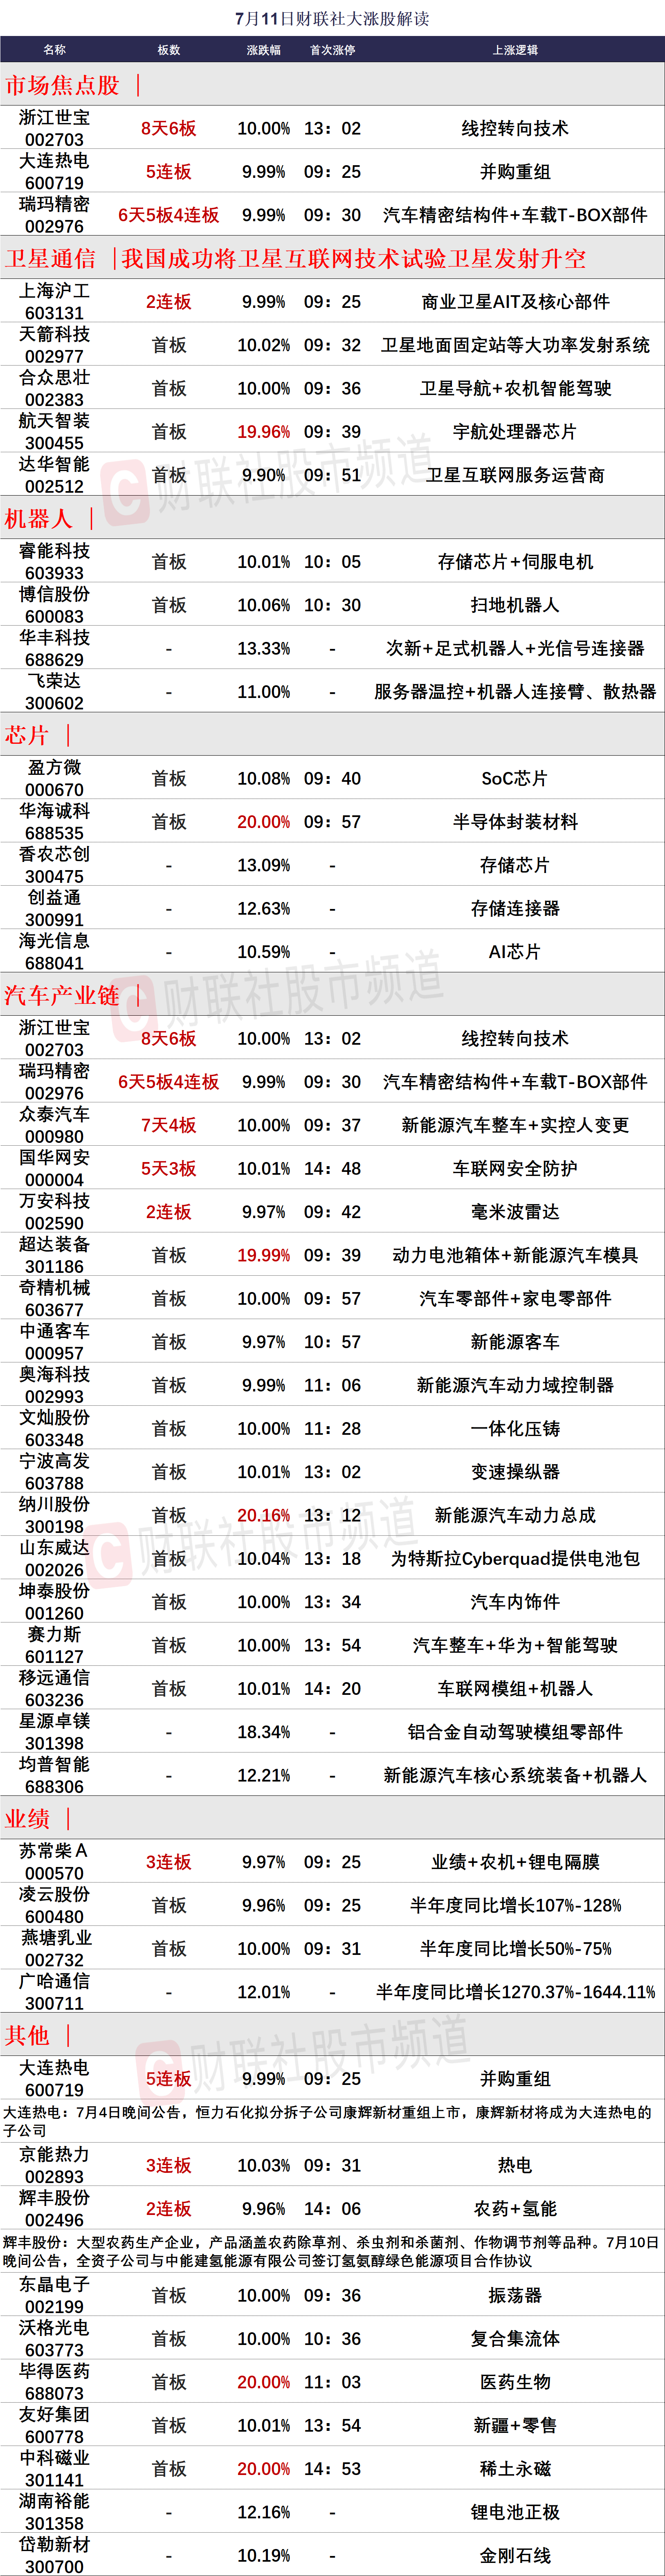 7月11日财联社大涨股解读
名称 板数 涨跌幅 首次涨停 上涨逻辑
市场焦点股 |
浙江世宝
002703 8天6板 10.00% 13：02 线控转向技术
大连热电
600719 5连板 9.99% 09：25 并购重组
瑞玛精密
002976 6天5板4连板 9.99% 09：30 汽车精密结构件+车载T-BOX部件
卫星通信 |我国成功将卫星互联网技术试验卫星发射升空
上海沪工
603131 2连板 9.99% 09：25 商业卫星AIT及核心部件
天箭科技
002977 首板 10.02% 09：32 卫星地面固定站等大功率发射系统
合众思壮
002383 首板 10.00% 09：36 卫星导航+农机智能驾驶
航天智装
300455 首板 19.96% 09：39 宇航处理器芯片
达华智能
002512 首板 9.90% 09：51 卫星互联网服务运营商
财联社股市频道
机器人 |
睿能科技
603933 首板 10.01% 10：05 存储芯片+伺服电机
博信股份
600083 首板 10.06% 10：30 扫地机器人
华丰科技
688629 - 13.33% - 次新+足式机器人+光信号连接器
飞荣达
300602 - 11.00% - 服务器温控+机器人连接臂、散热器
芯片 |
盈方微
000670 首板 10.08% 09：40 SoC芯片
华海诚科
688535 首板 20.00% 09：57 半导体封装材料
香农芯创
300475 - 13.09% - 存储芯片
创益通
300991 - 12.63% - 存储连接器
海光信息
688041 - 10.59% - AI芯片
财联社股市频道
汽车产业链 |
浙江世宝
002703 8天6板 10.00% 13：02 线控转向技术
瑞玛精密
002976 6天5板4连板 9.99% 09：30 汽车精密结构件+车载T-BOX部件
众泰汽车
000980 7天4板 10.00% 09：37 新能源汽车整车+实控人变更
国华网安
000004 5天3板 10.01% 14：48 车联网安全防护
万安科技
002590 2连板 9.97% 09：42 毫米波雷达
超达装备
301186 首板 19.99% 09：39 动力电池箱体+新能源汽车模具
奇精机械
603677 首板 10.00% 09：57 汽车零部件+家电零部件
中通客车
000957 首板 9.97% 10：57 新能源客车
奥海科技
002993 首板 9.99% 11：06 新能源汽车动力域控制器
文灿股份
603348 首板 10.00% 11：28 一体化压铸
宁波高发
603788 首板 10.01% 13：02 变速操纵器
纳川股份
300198 首板 20.16% 13：12 新能源汽车动力总成
财联社股市频道
山东威达
002026 首板 10.04% 13：18 为特斯拉Cyberquad提供电池包
坤泰股份
001260 首板 10.00% 13：34 汽车内饰件
赛力斯
601127 首板 10.00% 13：54 汽车整车+华为+智能驾驶
移远通信
603236 首板 10.01% 14：20 车联网模组+机器人
星源卓镁
301398 - 18.34% - 铝合金自动驾驶模组零部件
均普智能
688306 - 12.21% - 新能源汽车核心系统装备+机器人
业绩 |
苏常柴Ａ
000570 3连板 9.97% 09：25 业绩+农机+锂电隔膜
凌云股份
600480 首板 9.96% 09：25 半年度同比增长107%-128%
燕塘乳业
002732 首板 10.00% 09：31 半年度同比增长50%-75%
广哈通信
300711 - 12.01% - 半年度同比增长1270.37%-1644.11%
其他 |
财联社股市频道
大连热电
600719 5连板 9.99% 09：25 并购重组
大连热电：7月4日晚间公告，恒力石化拟分拆子公司康辉新材重组上市，康辉新材将成为大连热电的
子公司
京能热力
002893 3连板 10.03% 09：31 热电
辉丰股份
002496 2连板 9.96% 14：06 农药+氢能
辉丰股份：大型农药生产企业，产品涵盖农药除草剂、杀虫剂和杀菌剂、作物调节剂等品种。7月10日
晚间公告，全资子公司与中能建氢能源有限公司签订氢氨醇绿色能源项目合作协议
东晶电子
002199 首板 10.00% 09：36 振荡器
沃格光电
603773 首板 10.00% 10：36 复合集流体
毕得医药
688073 首板 20.00% 11：03 医药生物
友好集团
600778 首板 10.01% 13：54 新疆+零售
中科磁业
301141 首板 20.00% 14：53 稀土永磁
湖南裕能
301358 - 12.16% - 锂电池正极
岱勒新材
300700 - 10.19% - 金刚石线